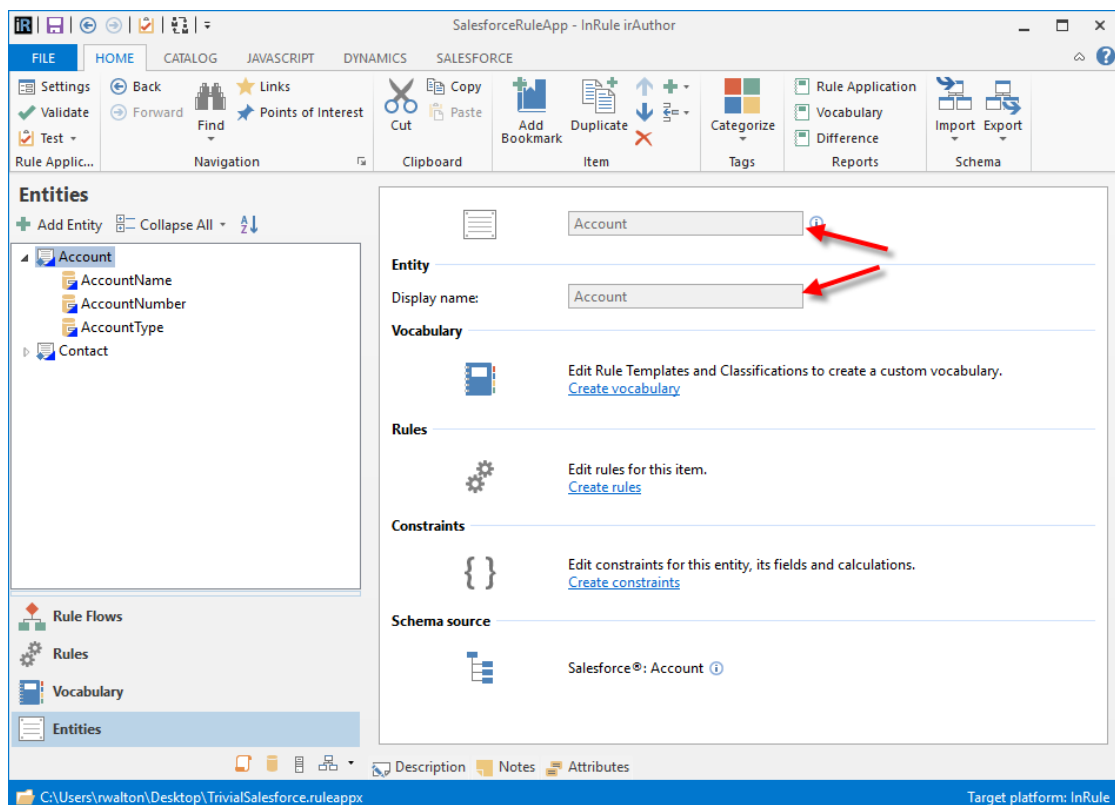 iR SalesforceRuleApp - InRule irAuthor
FILE HOME CATALOG JAVASCRIPT DYNAMICS SALESFORCE
Settings Back Links Copy Rule Application
Validate Forward Find Points of Interest Cut Paste Add Bookmark Duplicate Categorize Vocabulary Import Export
Test Difference
Rule Applic... Navigation Clipboard Item Tags Reports Schema
Entities
Add Entity Collapse All AZ
Account
AccountName
AccountNumber
AccountType
Contact
Rule Flows
Rules
Vocabulary
Entities
Account
Entity
Display name: Account
Vocabulary
Edit Rule Templates and Classifications to create a custom vocabulary.
Create vocabulary
Rules
Edit rules for this item.
Create rules
Constraints
{ } Edit constraints for this entity, its fields and calculations.
Create constraints
Schema source
Salesforce®: Account
Description Notes Attributes
C:\Users\rwalton\Desktop\TrivialSalesforce.ruleappx Target platform: InRule